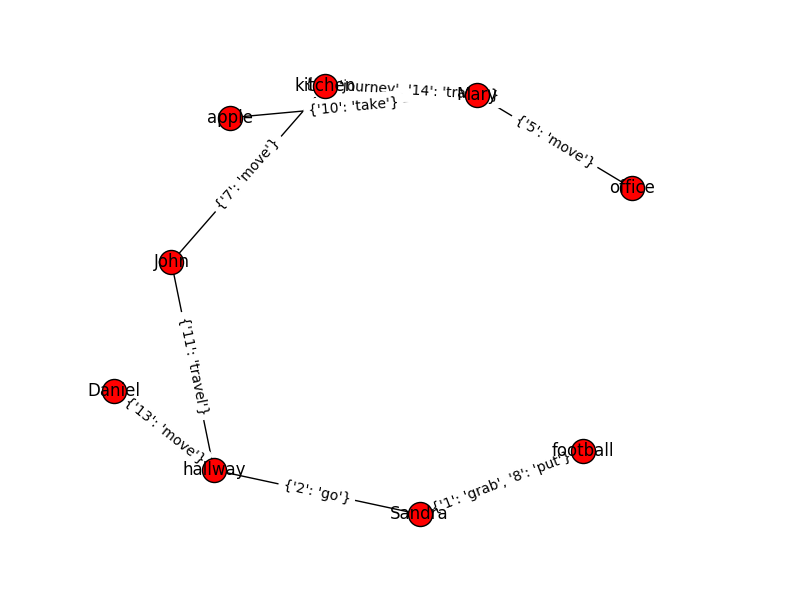 kitchen
journey', '14':
Mary
apple
{'10': 'take'}
{'5': 'move'}
office
{'7': 'move'}
John
{'11': 'travel'}
Daniel
{'13': 'move'}
hallway
{'2': 'go'}
Sandra
{'1': 'grab', '8': 'put'}
football